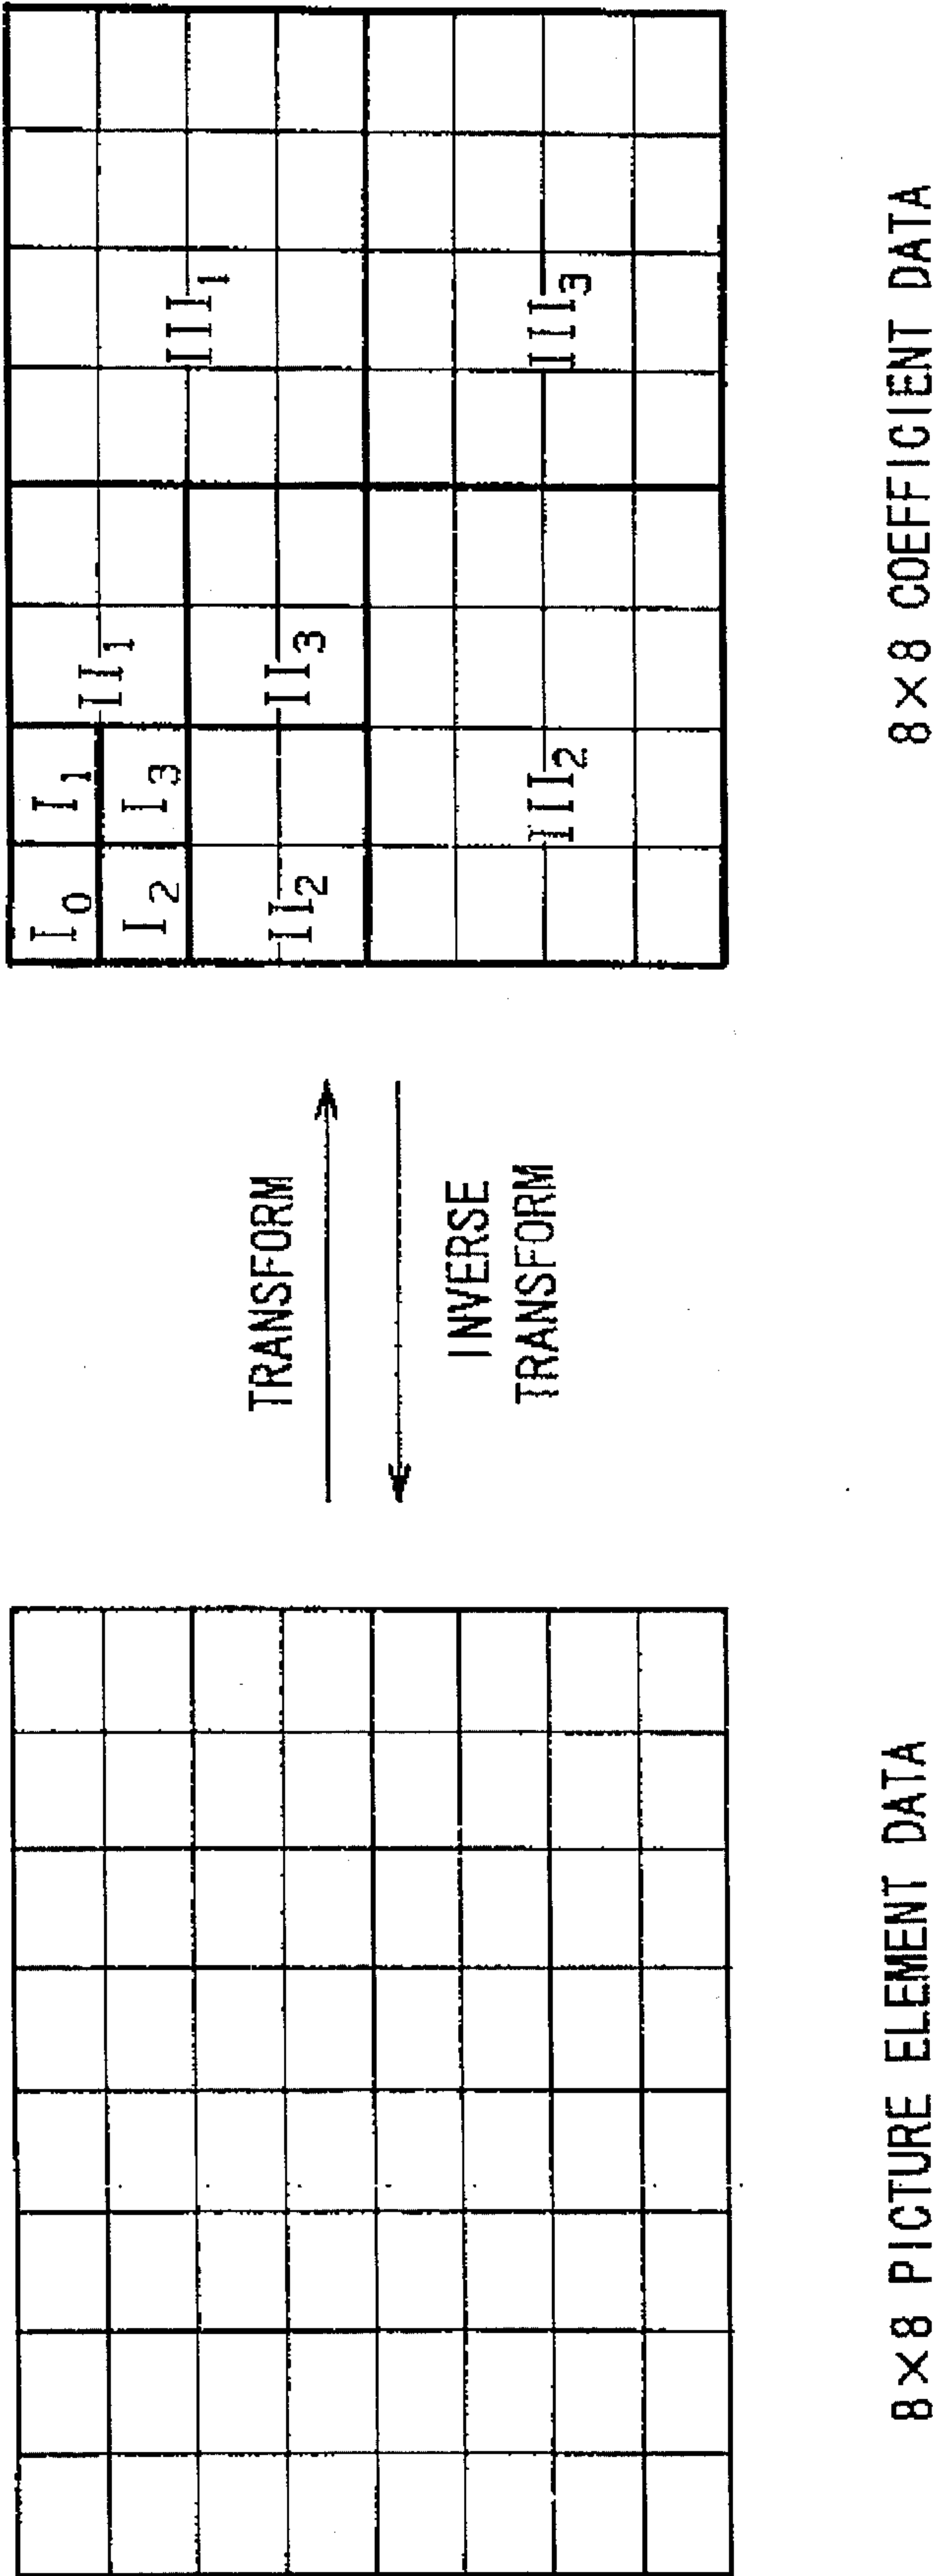 TRANSFORM
INVERSE
TRANSFORM
I₀ I₁ II₁
I₂ I₃ III₁
II₂ II₃
III₂ III₃
8×8 PICTURE ELEMENT DATA
8×8 COEFFICIENT DATA